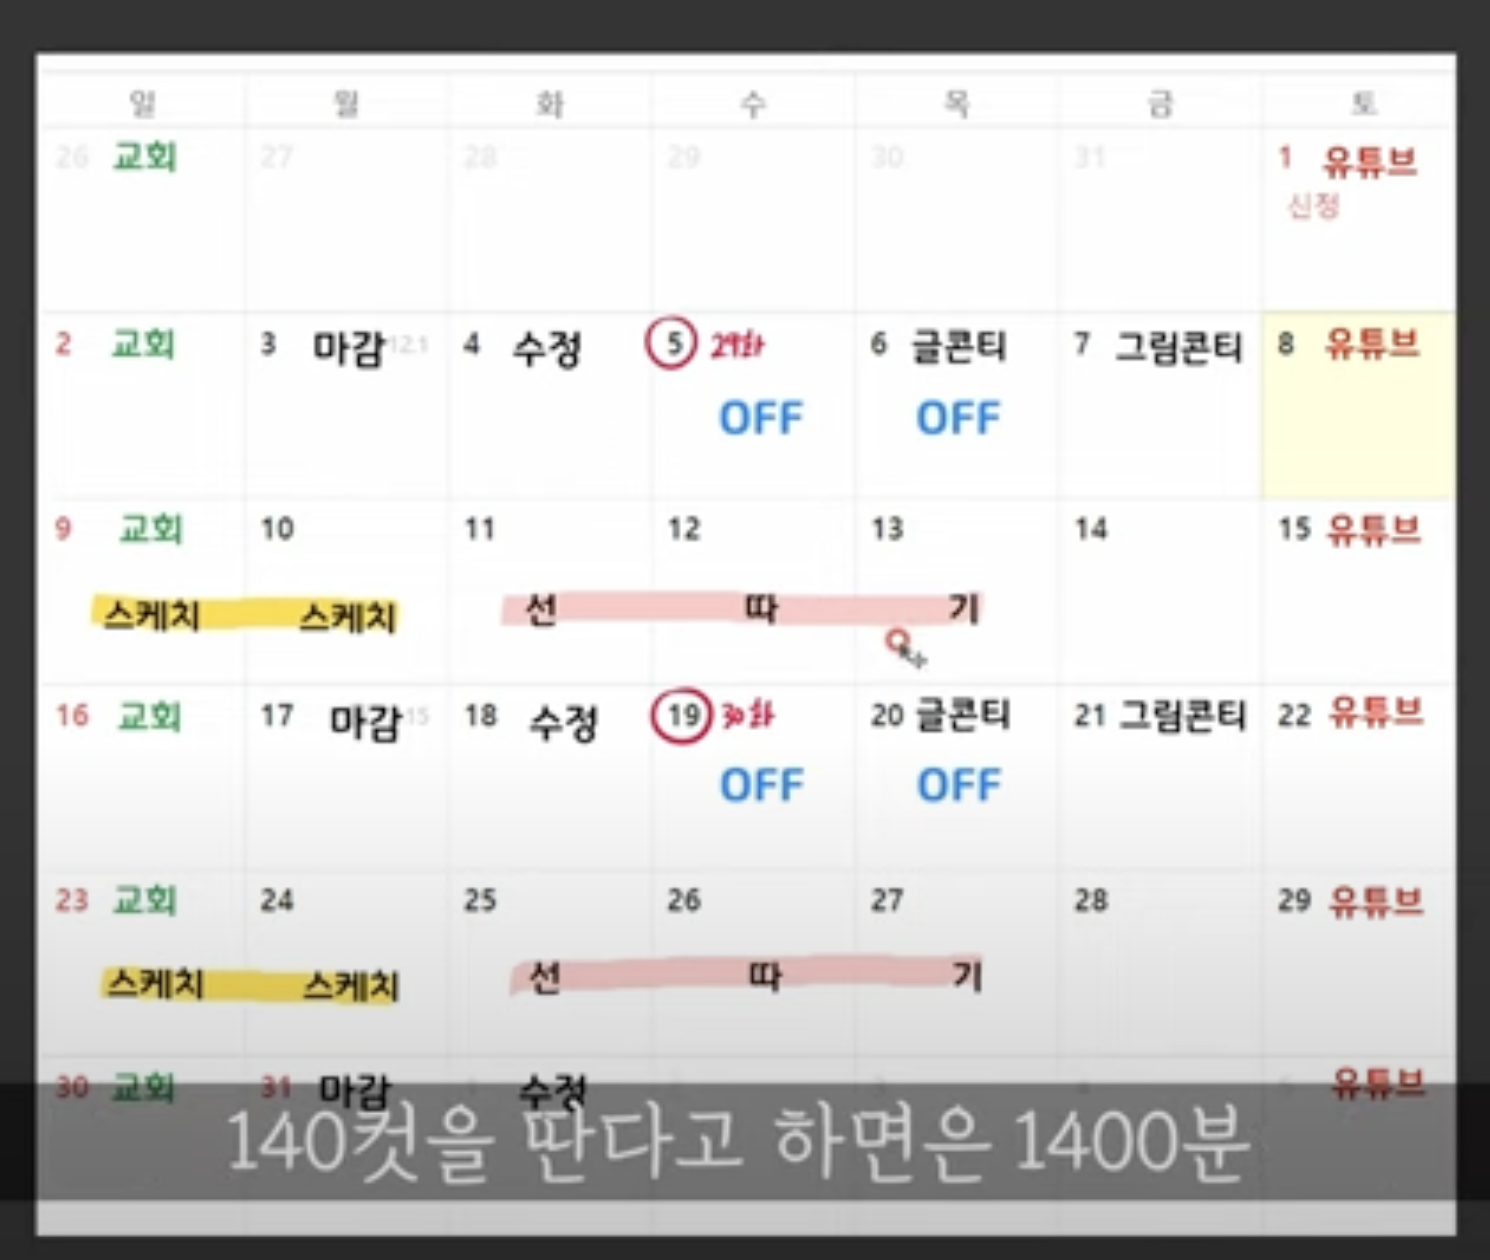 일 월 화 수 목 금 토
26 교회 27 28 29 30 31 1 유튜브
신정
2 교회 3 마감 12.1 4 수정 5 29화 6 글콘티 7 그림콘티 8 유튜브
OFF OFF
9 교회 10 11 12 13 14 15 유튜브
스케치 스케치 선 따 기
16 교회 17 마감 15 18 수정 19 30화 20 글콘티 21 그림콘티 22 유튜브
OFF OFF
23 교회 24 25 26 27 28 29 유튜브
스케치 스케치 선 따 기
30 교회 31 마감 수정 유튜브
140컷을 딴다고 하면은 1400분